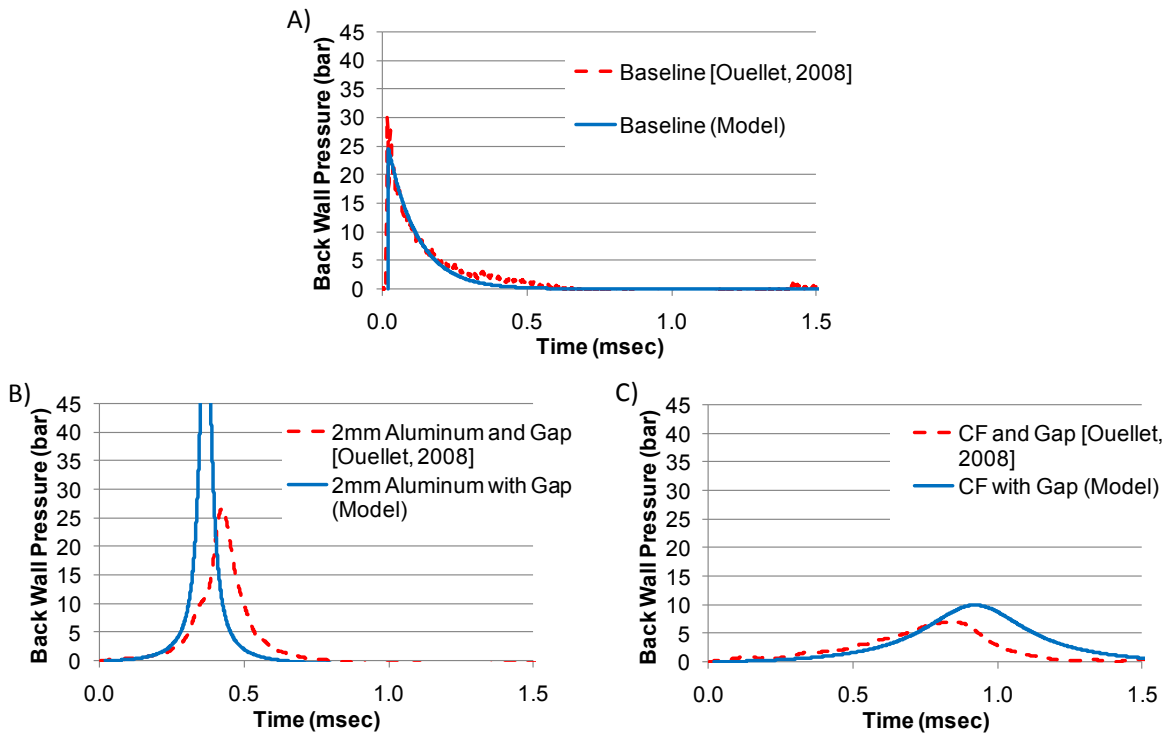 A)
45
40
35
30
25
20
15
10
5
0
Back Wall Pressure (bar)
Baseline [Ouellet, 2008]
Baseline (Model)
0.0 0.5 1.0 1.5
Time (msec)
B)
45
40
35
30
25
20
15
10
5
0
Back Wall Pressure (bar)
2mm Aluminum and Gap
[Ouellet, 2008]
2mm Aluminum with Gap
(Model)
0.0 0.5 1.0 1.5
Time (msec)
C)
45
40
35
30
25
20
15
10
5
0
Back Wall Pressure (bar)
CF and Gap [Ouellet,
2008]
CF with Gap (Model)
0.0 0.5 1.0 1.5
Time (msec)